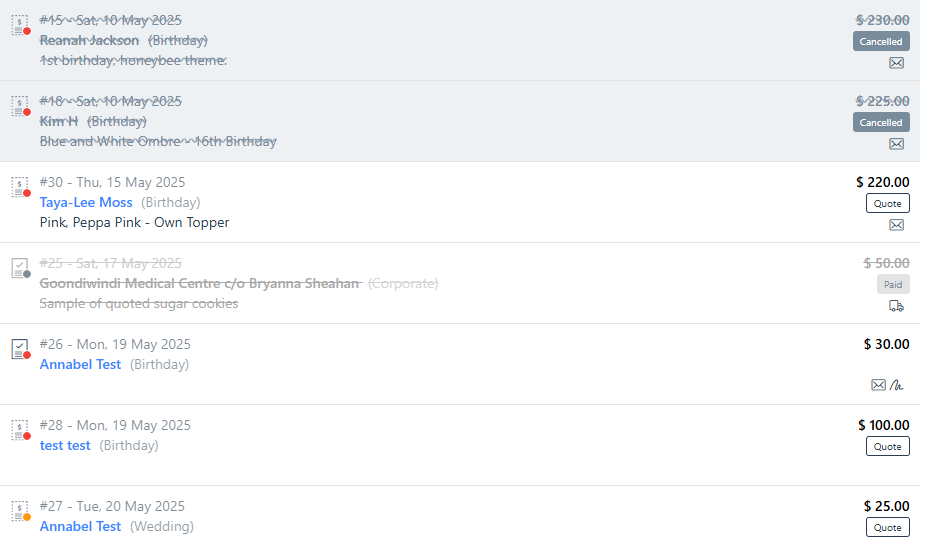 #15 - Sat, 10 May 2025
$ 230.00
Reanah Jackson (Birthday)
Cancelled
1st birthday, honeybee theme.
#18 - Sat, 10 May 2025
$ 225.00
Kim H (Birthday)
Cancelled
Blue and White Ombre - 16th Birthday
#30 - Thu, 15 May 2025
$ 220.00
Taya-Lee Moss (Birthday)
Quote
Pink, Peppa Pink - Own Topper
#25 - Sat, 17 May 2025
$ 50.00
Goondiwindi Medical Centre c/o Bryanna Sheahan (Corporate)
Paid
Sample of quoted sugar cookies
#26 - Mon, 19 May 2025
$ 30.00
Annabel Test (Birthday)
#28 - Mon, 19 May 2025
$ 100.00
test test (Birthday)
Quote
#27 - Tue, 20 May 2025
$ 25.00
Annabel Test (Wedding)
Quote